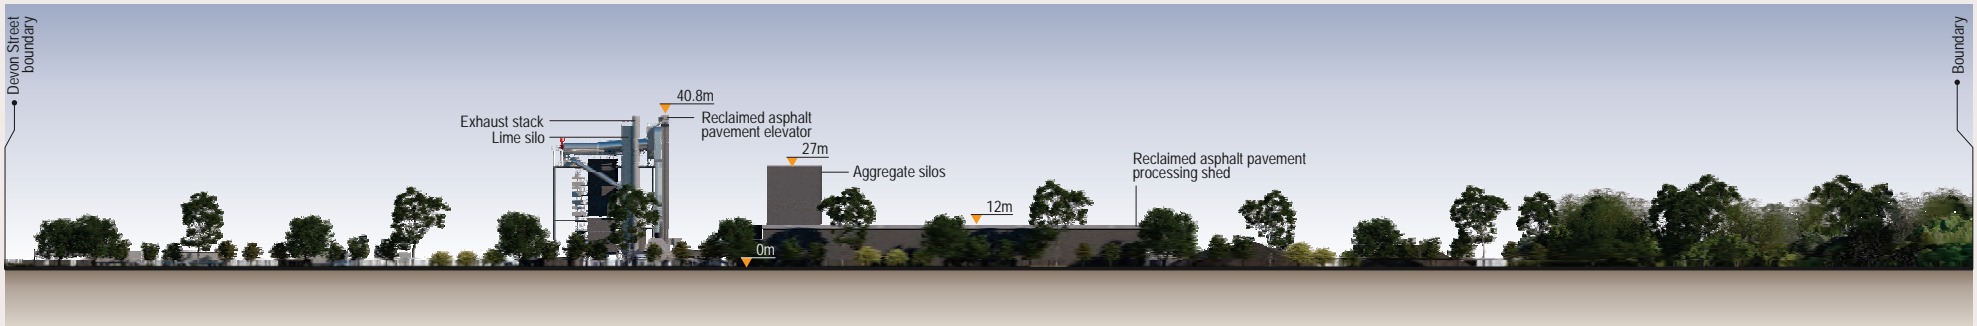 Devon Street
boundary
Boundary
40.8m
Exhaust stack
Lime silo
Reclaimed asphalt
pavement elevator
27m
Aggregate silos
Reclaimed asphalt pavement
processing shed
12m
0m